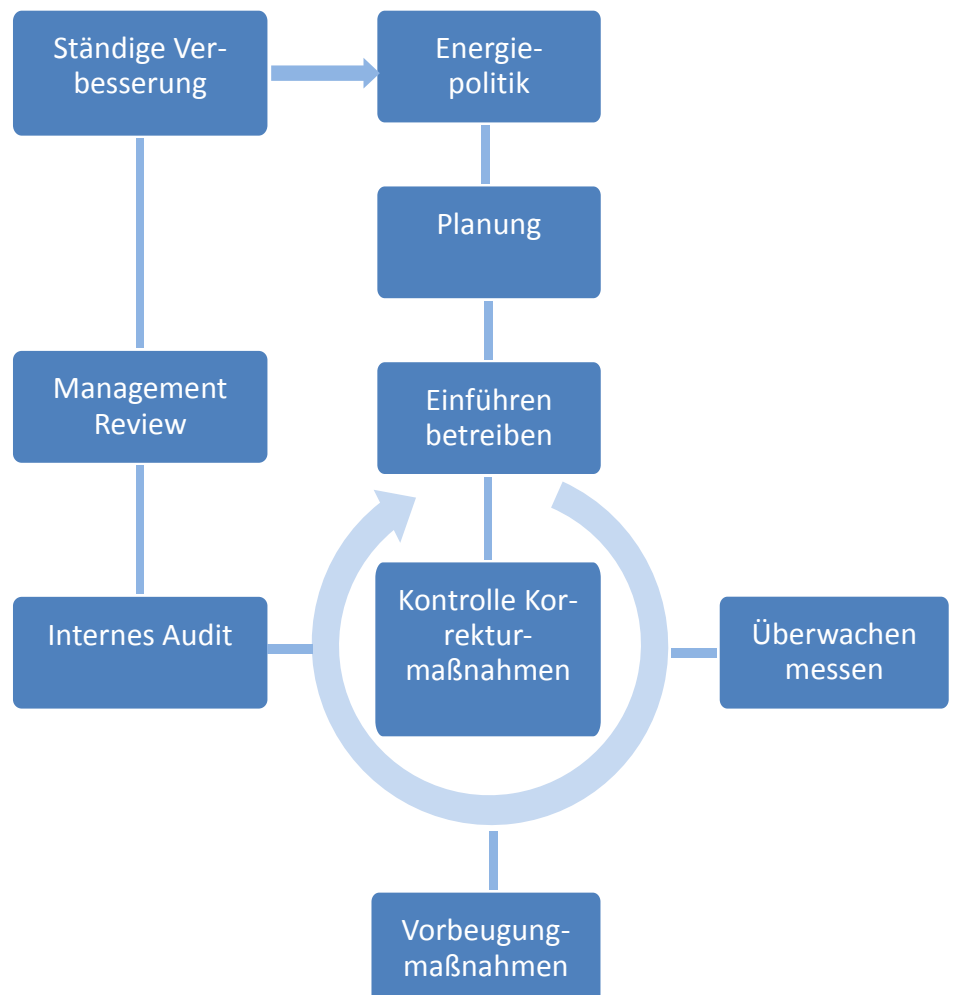 Ständige Ver-
besserung
Energie-
politik
Planung
Management
Review
Einführen
betreiben
Internes Audit
Kontrolle Kor-
rektur-
maßnahmen
Überwachen
messen
Vorbeugung-
maßnahmen